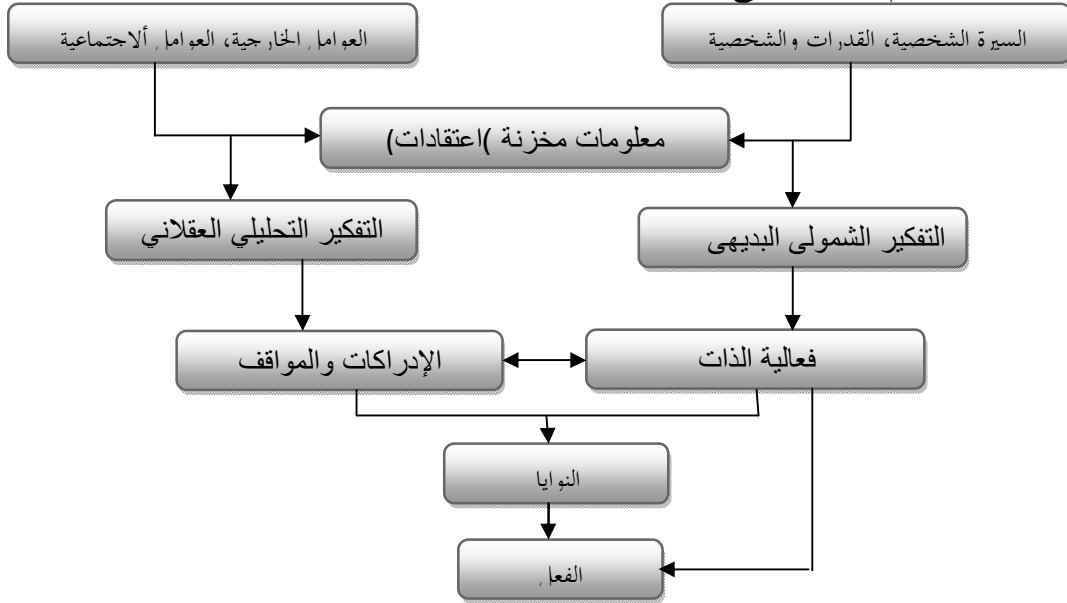 السيرة الشخصية، القدرات والشخصية
العوامل الخارجية، العوامل ألاجتماعية
معلومات مخزنة )اعتقادات)
التفكير الشمولى البديهى
التفكير التحليلي العقلاني
فعالية الذات
الإدراكات والمواقف
النوايا
الفعل